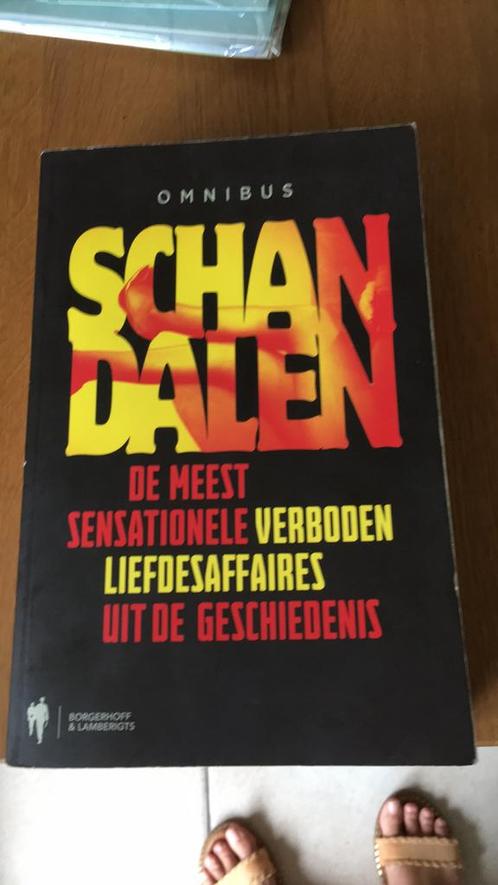 OMNIBUS
SCHAN
DALEN
DE MEEST
SENSATIONELE VERBODEN
LIEFDESAFFAIRES
UIT DE GESCHIEDENIS
BORGERHOFF
& LAMBERIGTS